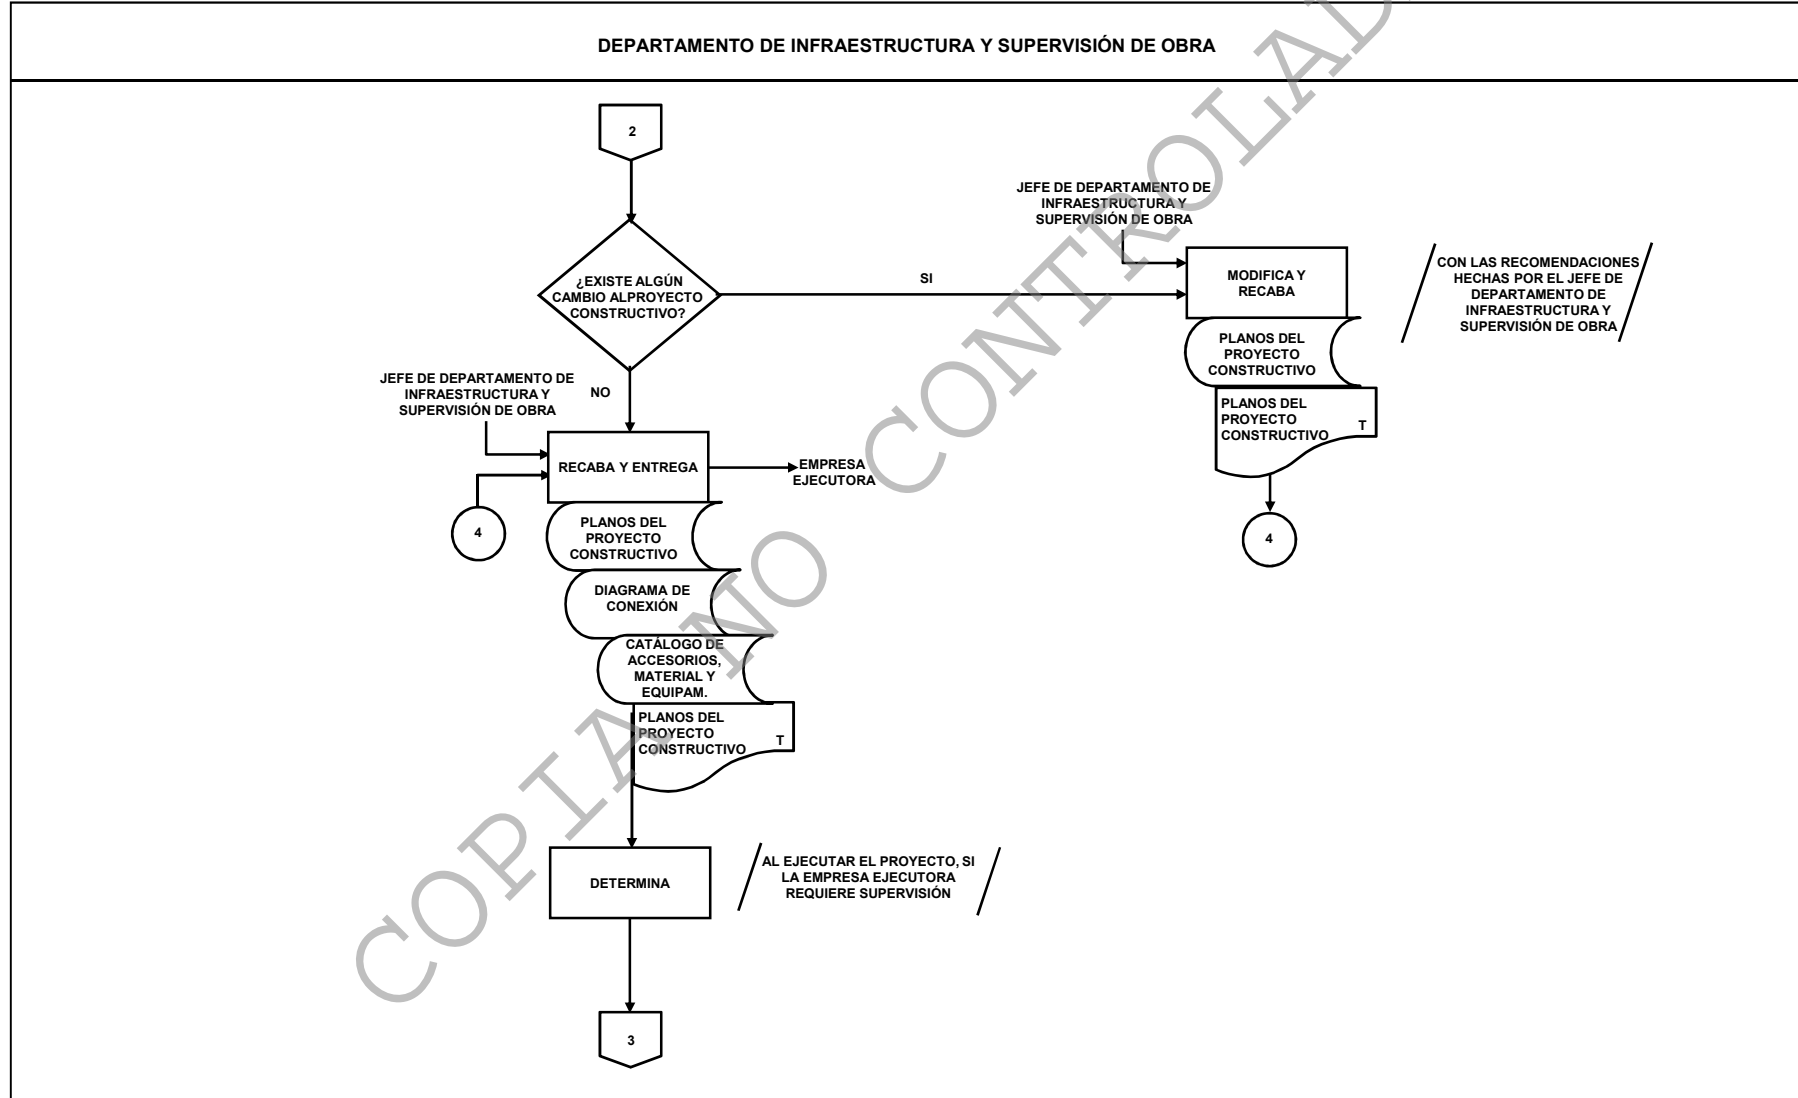 DEPARTAMENTO DE INFRAESTRUCTURA Y SUPERVISIÓN DE OBRA
2
¿EXISTE ALGÚN
CAMBIO ALPROYECTO
CONSTRUCTIVO?
SI
JEFE DE DEPARTAMENTO DE
INFRAESTRUCTURA Y
SUPERVISIÓN DE OBRA
MODIFICA Y
RECABA
CON LAS RECOMENDACIONES
HECHAS POR EL JEFE DE
DEPARTAMENTO DE
INFRAESTRUCTURA Y
SUPERVISIÓN DE OBRA
PLANOS DEL
PROYECTO
CONSTRUCTIVO
PLANOS DEL
PROYECTO
CONSTRUCTIVO
T
4
NO
JEFE DE DEPARTAMENTO DE
INFRAESTRUCTURA Y
SUPERVISIÓN DE OBRA
RECABA Y ENTREGA
EMPRESA
EJECUTORA
4
PLANOS DEL
PROYECTO
CONSTRUCTIVO
DIAGRAMA DE
CONEXIÓN
CATÁLOGO DE
ACCESORIOS,
MATERIAL Y
EQUIPAM.
PLANOS DEL
PROYECTO
CONSTRUCTIVO
T
DETERMINA
AL EJECUTAR EL PROYECTO, SI
LA EMPRESA EJECUTORA
REQUIERE SUPERVISIÓN
3
COPIA NO CONTROLAD